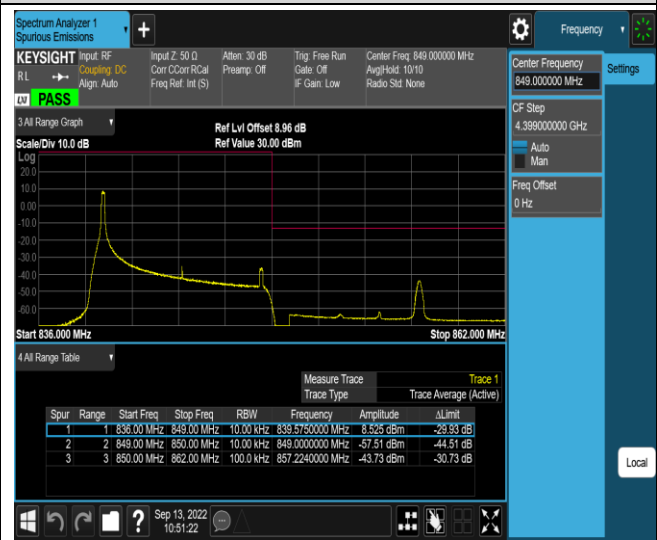 Spectrum Analyzer 1
Spurious Emissions
Frequency
KEYSIGHT
RL
LXI PASS
Input: RF
Coupling: DC
Align: Auto
Input Z: 50 Ω
Corr CCorr RCal
Freq Ref: Int (S)
Atten: 30 dB
Preamp: Off
Trig: Free Run
Gate: Off
IF Gain: Low
Center Freq: 849.000000 MHz
Avg|Hold: 10/10
Radio Std: None
Center Frequency
849.000000 MHz
Settings
CF Step
4.399000000 GHz
Auto
Man
Freq Offset
0 Hz
3 All Range Graph
Scale/Div 10.0 dB
Ref Lvl Offset 8.96 dB
Ref Value 30.00 dBm
Log
20.0
10.0
0.00
-10.0
-20.0
-30.0
-40.0
-50.0
-60.0
Start 836.000 MHz
Stop 862.000 MHz
4 All Range Table
Measure Trace Trace 1
Trace Type Trace Average (Active)
Spur Range Start Freq Stop Freq RBW Frequency Amplitude ΔLimit
1 1 836.00 MHz 849.00 MHz 10.00 kHz 839.5750000 MHz 8.525 dBm -29.93 dB
2 2 849.00 MHz 850.00 MHz 10.00 kHz 849.0000000 MHz -57.51 dBm -44.51 dB
3 3 850.00 MHz 862.00 MHz 100.0 kHz 857.2240000 MHz -43.73 dBm -30.73 dB
Local
Sep 13, 2022
10:51:22